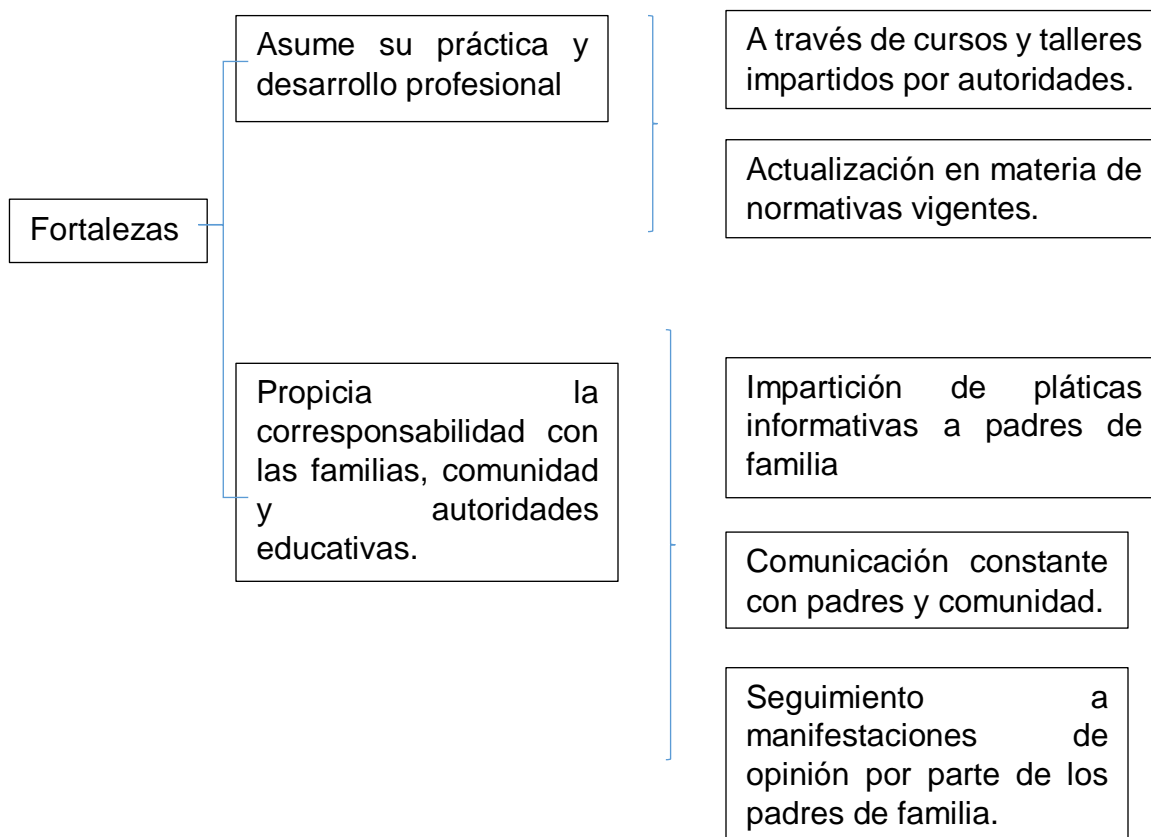 Fortalezas
Asume su práctica y
desarrollo profesional
A través de cursos y talleres
impartidos por autoridades.
Actualización en materia de
normativas vigentes.
Propicia la
corresponsabilidad con
las familias, comunidad
y autoridades
educativas.
Impartición de pláticas
informativas a padres de
familia
Comunicación constante
con padres y comunidad.
Seguimiento a
manifestaciones de
opinión por parte de los
padres de familia.